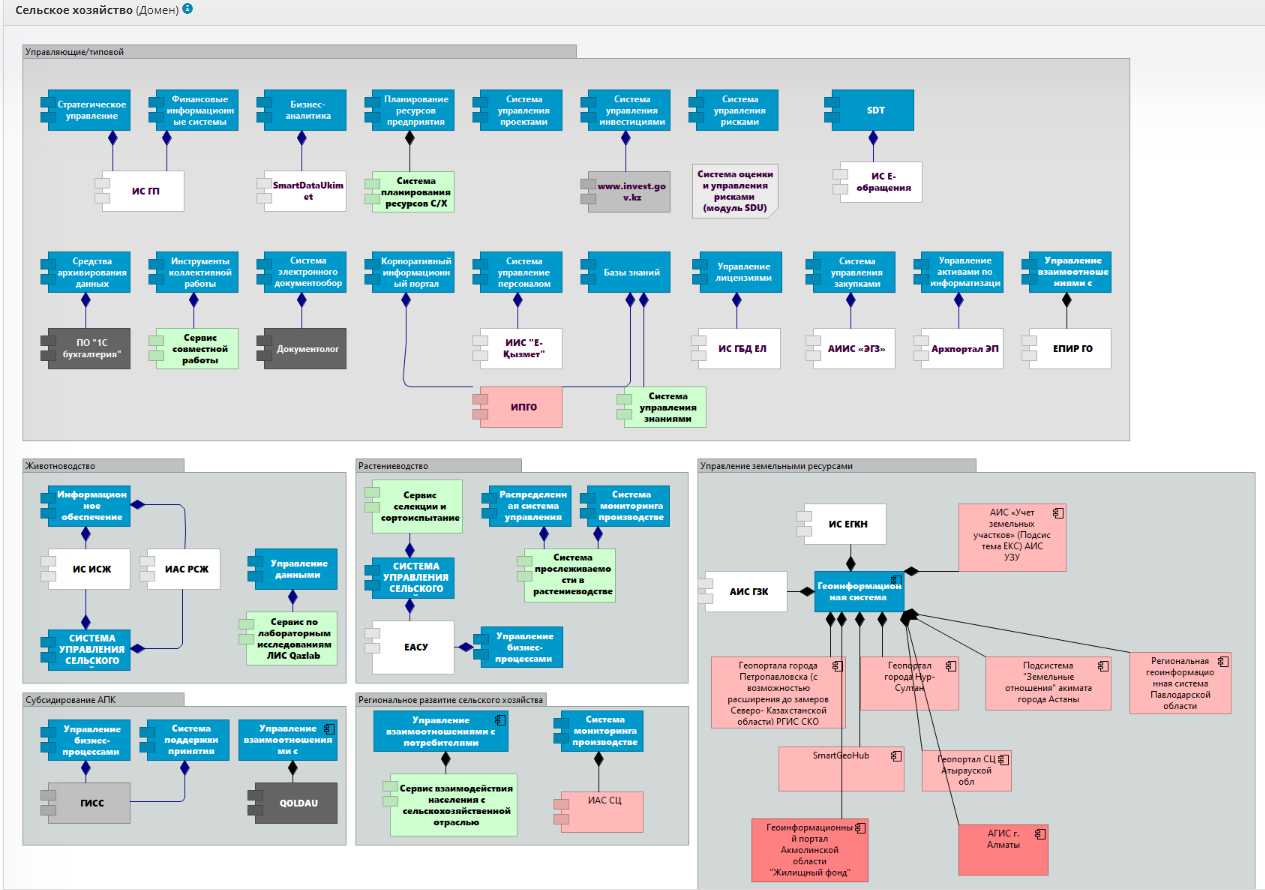 Сельское хозяйство (Домен)
Управляющие/типовой
Стратегическое
управление
Финансовые
информационн
ые системы
Бизнес-
аналитика
Планирование
ресурсов
предприятия
Система
управления
проектами
Система
управления
инвестициями
Система
управления
рисками
SDT
ИС ГП
SmartDataUkim
et
Система
планирования
ресурсов С/Х
www.invest.go
v.kz
Система оценки
и управления
рисками
(модуль SDU)
ИС Е-
обращения
Средства
архивирования
данных
Инструменты
коллективной
работы
Система
электронного
документообор
Корпоративный
информационн
ый портал
Система
управления
персоналом
Базы знаний
Управление
лицензиями
Система
управления
закупками
Управление
активами по
информатизаци
Управление
взаимоотноше
ниями с
ПО "1С
бухгалтерия"
Сервис
совместной
работы
Документолог
ИИС "Е-
Қызмет"
ИС ГБД ЕЛ
АИИС «ЭГЗ»
Архпортал ЭП
ЕПИР ГО
ИПГО
Система
управления
знаниями
Животноводство
Информацион
ное
обеспечение
ИС ИСЖ
ИАС РСЖ
Управление
данными
СИСТЕМА
УПРАВЛЕНИЯ
СЕЛЬСКОГО
Сервис по
лабораторным
исследованиям
ЛИС Qazlab
Растениеводство
Сервис
селекции и
сортоиспытание
Распределен
ная система
управления
Система
мониторинга
производстве
СИСТЕМА
УПРАВЛЕНИЯ
СЕЛЬСКОГО
Система
прослеживаемо
сти в
растениеводстве
ЕАСУ
Управление
бизнес-
процессами
Управление земельными ресурсами
ИС ЕГКН
АИС «Учет
земельных
участков» (Подсис
тема ЕКС) АИС
УЗУ
АИС ГЗК
Геоинформацион
ная система
Геопортала города
Петропавловска (с
возможностью
расширения до замеров
Северо- Казахстанской
области) РГИС СКО
Геопортал
города Нур-
Султан
Подсистема
"Земельные
отношения" акимата
города Астаны
Региональная
геоинформацио
нная система
Павлодарской
области
SmartGeoHub
Геопортал СЦ
Атырауской
обл
Геоинформационны
й портал
Акмолинской
области
"Жилищный фонд"
АГИС г.
Алматы
Субсидирование АПК
Управление
бизнес-
процессами
Система
поддержки
принятия
Управление
взаимоотношения
ми с
ГИСС
QOLDAU
Региональное развитие сельского хозяйства
Управление
взаимоотношениями с
потребителями
Система
мониторинга
производстве
Сервис взаимодействия
населения с
сельскохозяйственной
отраслью
ИАС СЦ